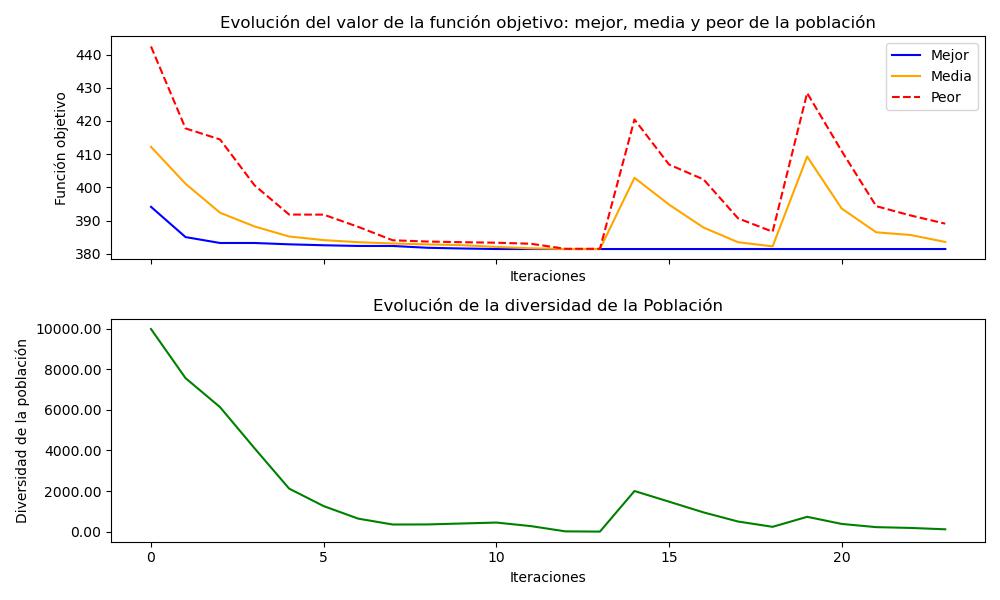 Evolución del valor de la función objetivo: mejor, media y peor de la población
Función objetivo
440
430
420
410
400
390
380
Mejor
Media
Peor
Iteraciones
Evolución de la diversidad de la Población
Diversidad de la población
10000.00
8000.00
6000.00
4000.00
2000.00
0.00
0 5 10 15 20
Iteraciones